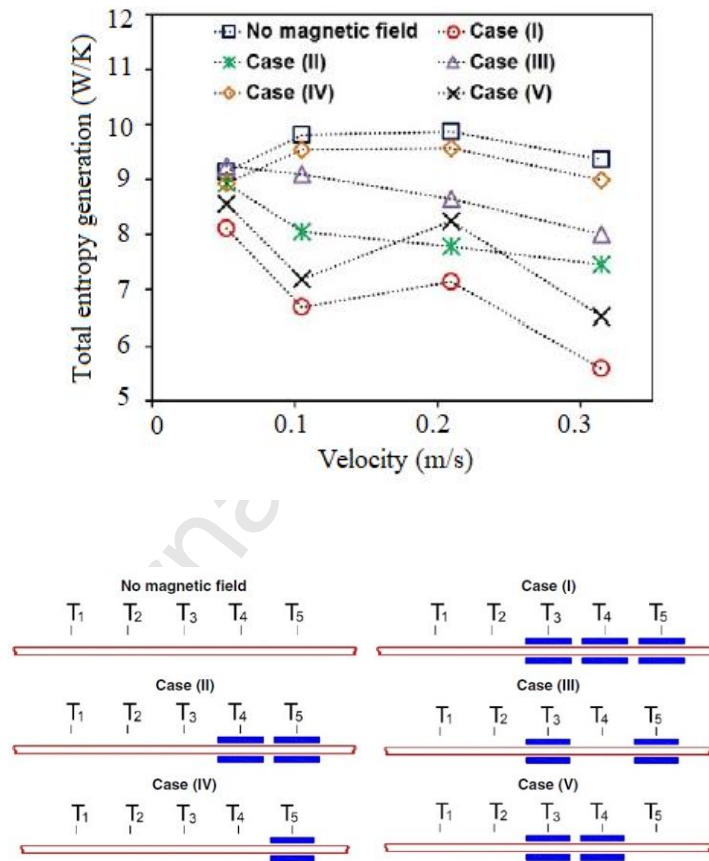 12
11
10
9
8
7
6
5
Total entropy generation (W/K)
No magnetic field
Case (I)
Case (II)
Case (III)
Case (IV)
Case (V)
0
0.1
0.2
0.3
Velocity (m/s)
No magnetic field
T1 T2 T3 T4 T5
Case (I)
T1 T2 T3 T4 T5
Case (II)
T1 T2 T3 T4 T5
Case (III)
T1 T2 T3 T4 T5
Case (IV)
T1 T2 T3 T4 T5
Case (V)
T1 T2 T3 T4 T5